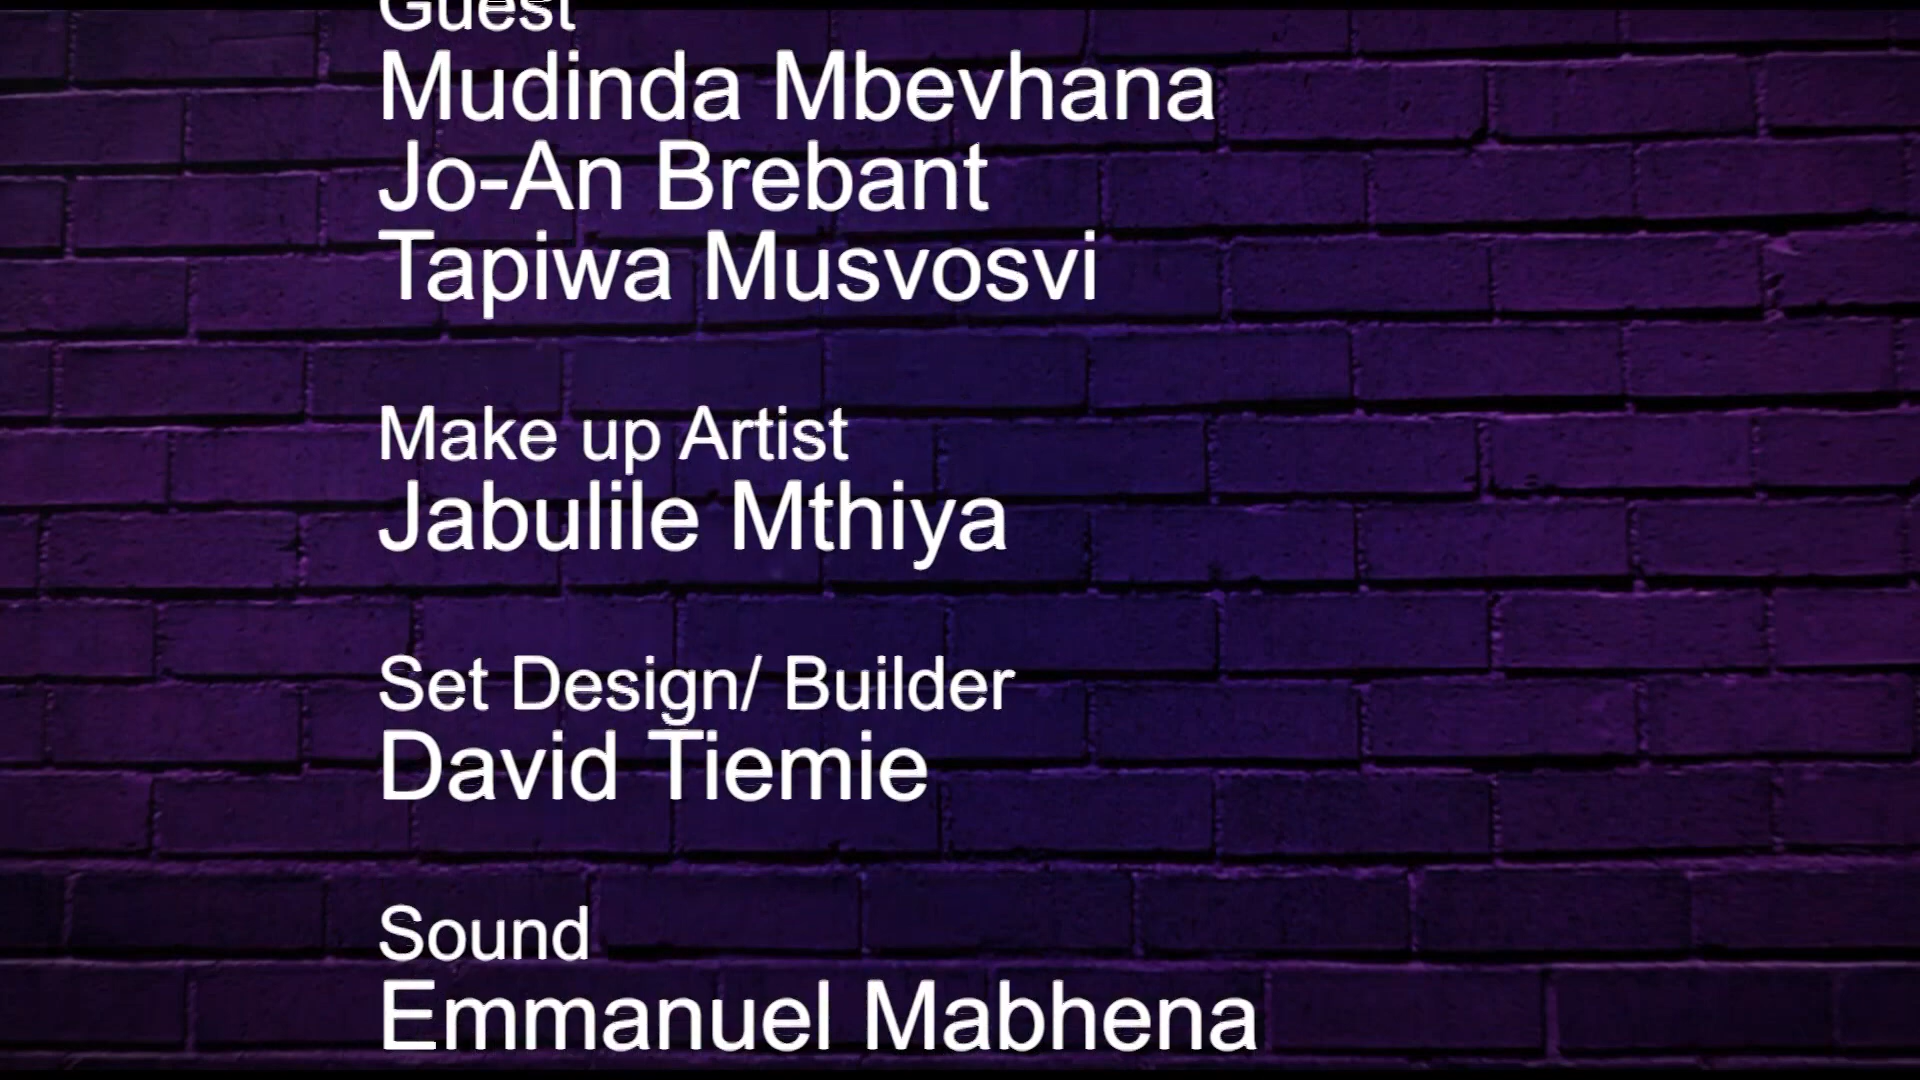 Guest
Mudinda Mbevhana
Jo-An Brebant
Tapiwa Musvosvi
Make up Artist
Jabulile Mthiya
Set Design/ Builder
David Tiemie
Sound
Emmanuel Mabhena